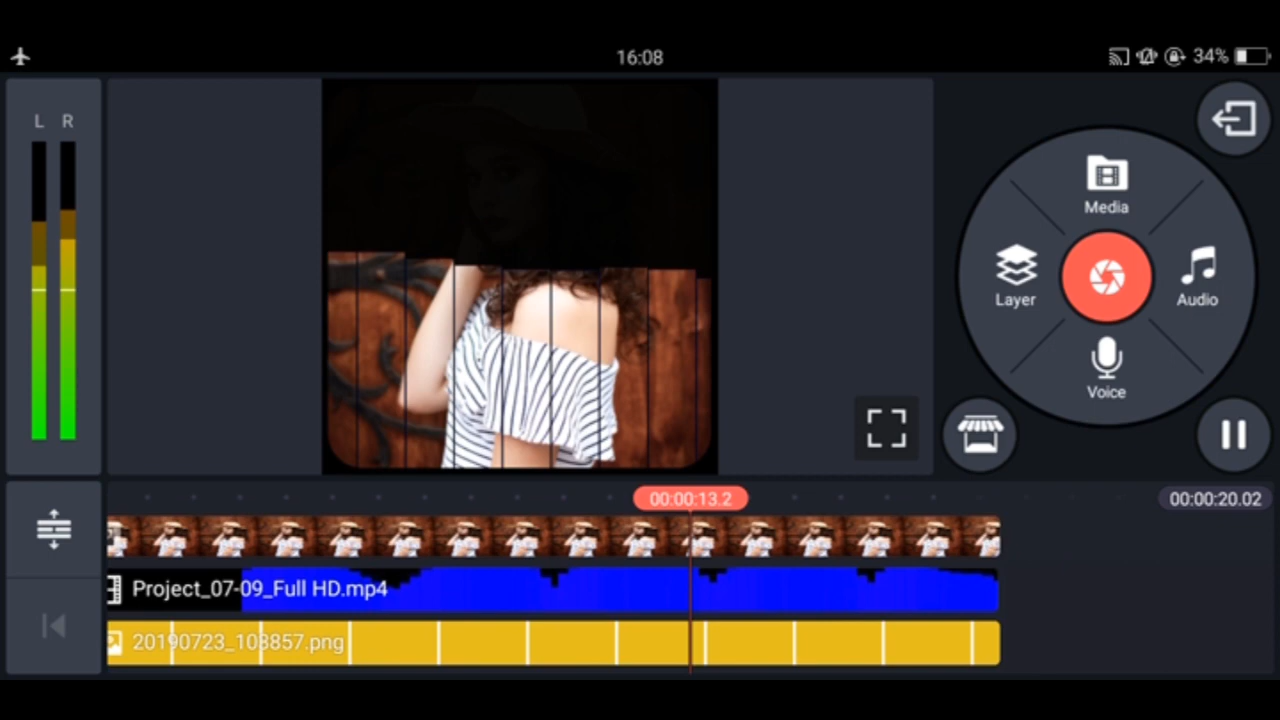 16:08
34%
L R
Media
Layer
Audio
Voice
00:00:13.2
00:00:20.02
Project_07-09_Full HD.mp4
20190723_103857.png